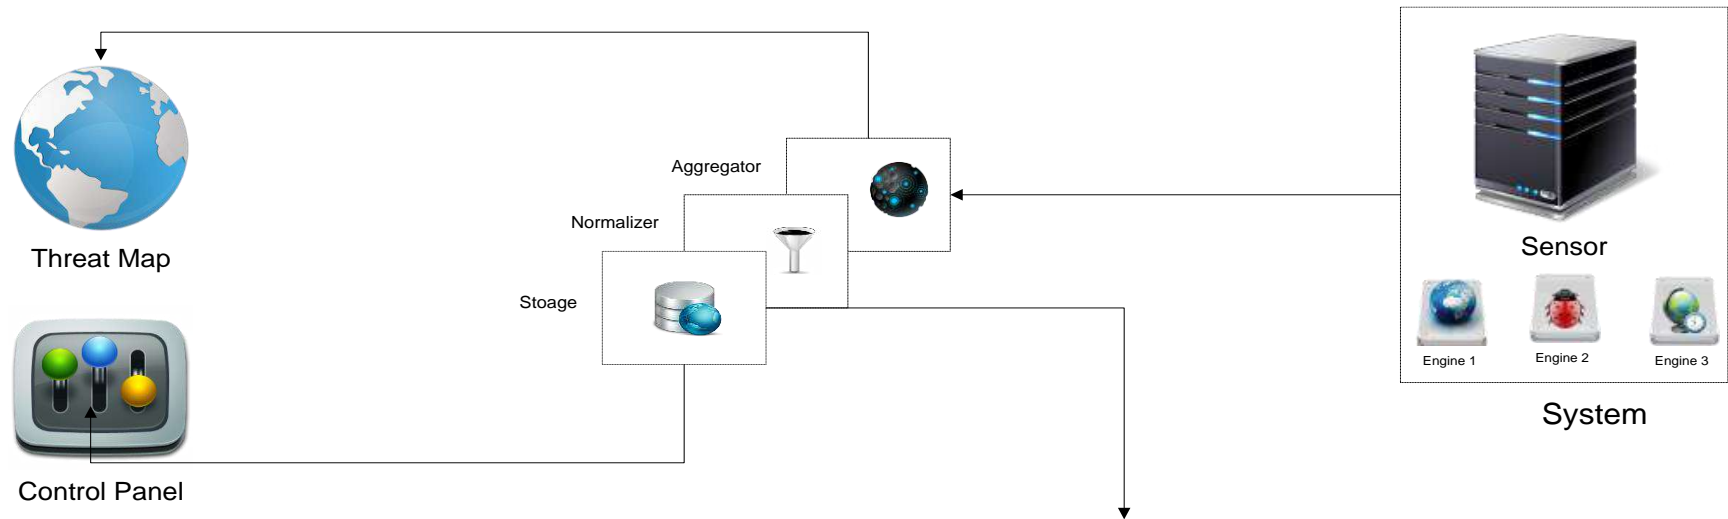 Aggregator
Normalizer
Stoage
Threat Map
Control Panel
Sensor
Engine 1
Engine 2
Engine 3
System